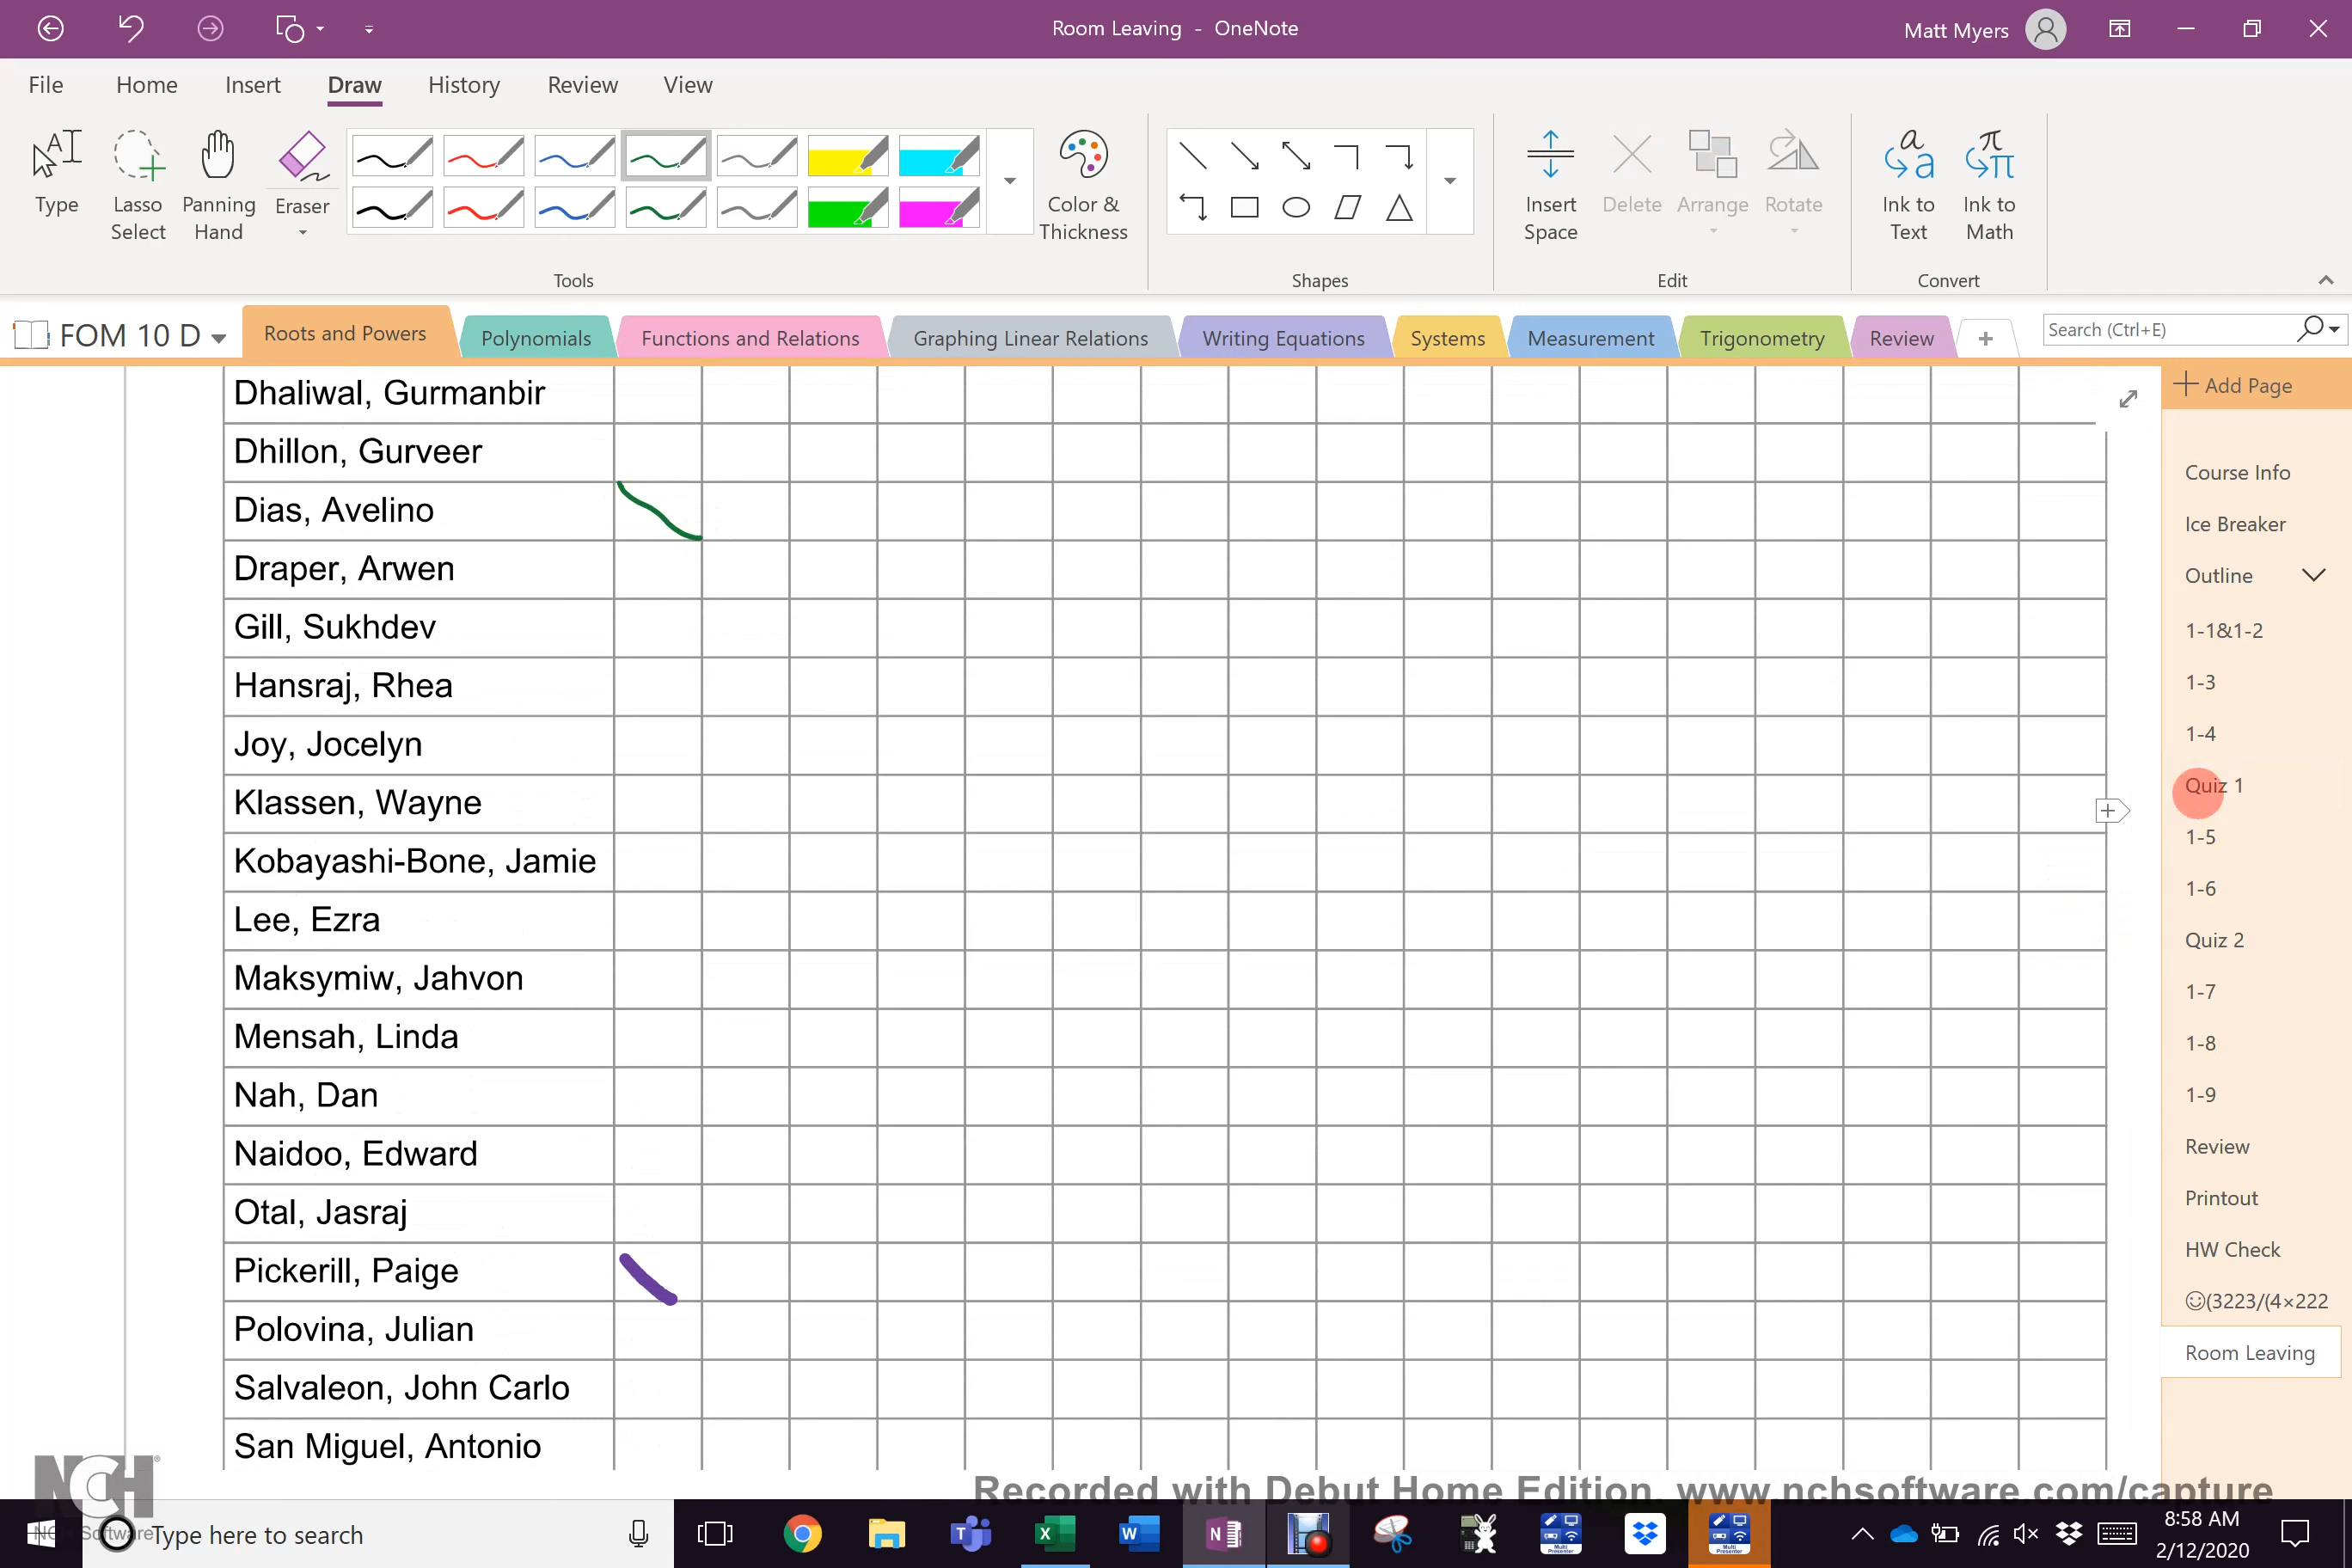 Room Leaving - OneNote
Matt Myers
File Home Insert Draw History Review View
Type
Lasso Select
Panning Hand
Eraser
Color & Thickness
Insert Space
Delete
Arrange
Rotate
a
a
Ink to Text
π
π
Ink to Math
Tools
Shapes
Edit
Convert
FOM 10 D
Roots and Powers
Polynomials
Functions and Relations
Graphing Linear Relations
Writing Equations
Systems
Measurement
Trigonometry
Review
Search (Ctrl+E)
Add Page
Dhaliwal, Gurmanbir
Dhillon, Gurveer
Dias, Avelino
Draper, Arwen
Gill, Sukhdev
Hansraj, Rhea
Joy, Jocelyn
Klassen, Wayne
Kobayashi-Bone, Jamie
Lee, Ezra
Maksymiw, Jahvon
Mensah, Linda
Nah, Dan
Naidoo, Edward
Otal, Jasraj
Pickerill, Paige
Polovina, Julian
Salvaleon, John Carlo
San Miguel, Antonio
Course Info
Ice Breaker
Outline
1-1&1-2
1-3
1-4
Quiz 1
1-5
1-6
Quiz 2
1-7
1-8
1-9
Review
Printout
HW Check
☺(3223/(4×222
Room Leaving
NCH
NCH Software
Recorded with Debut Home Edition. www.nchsoftware.com/capture
Type here to search
8:58 AM
2/12/2020